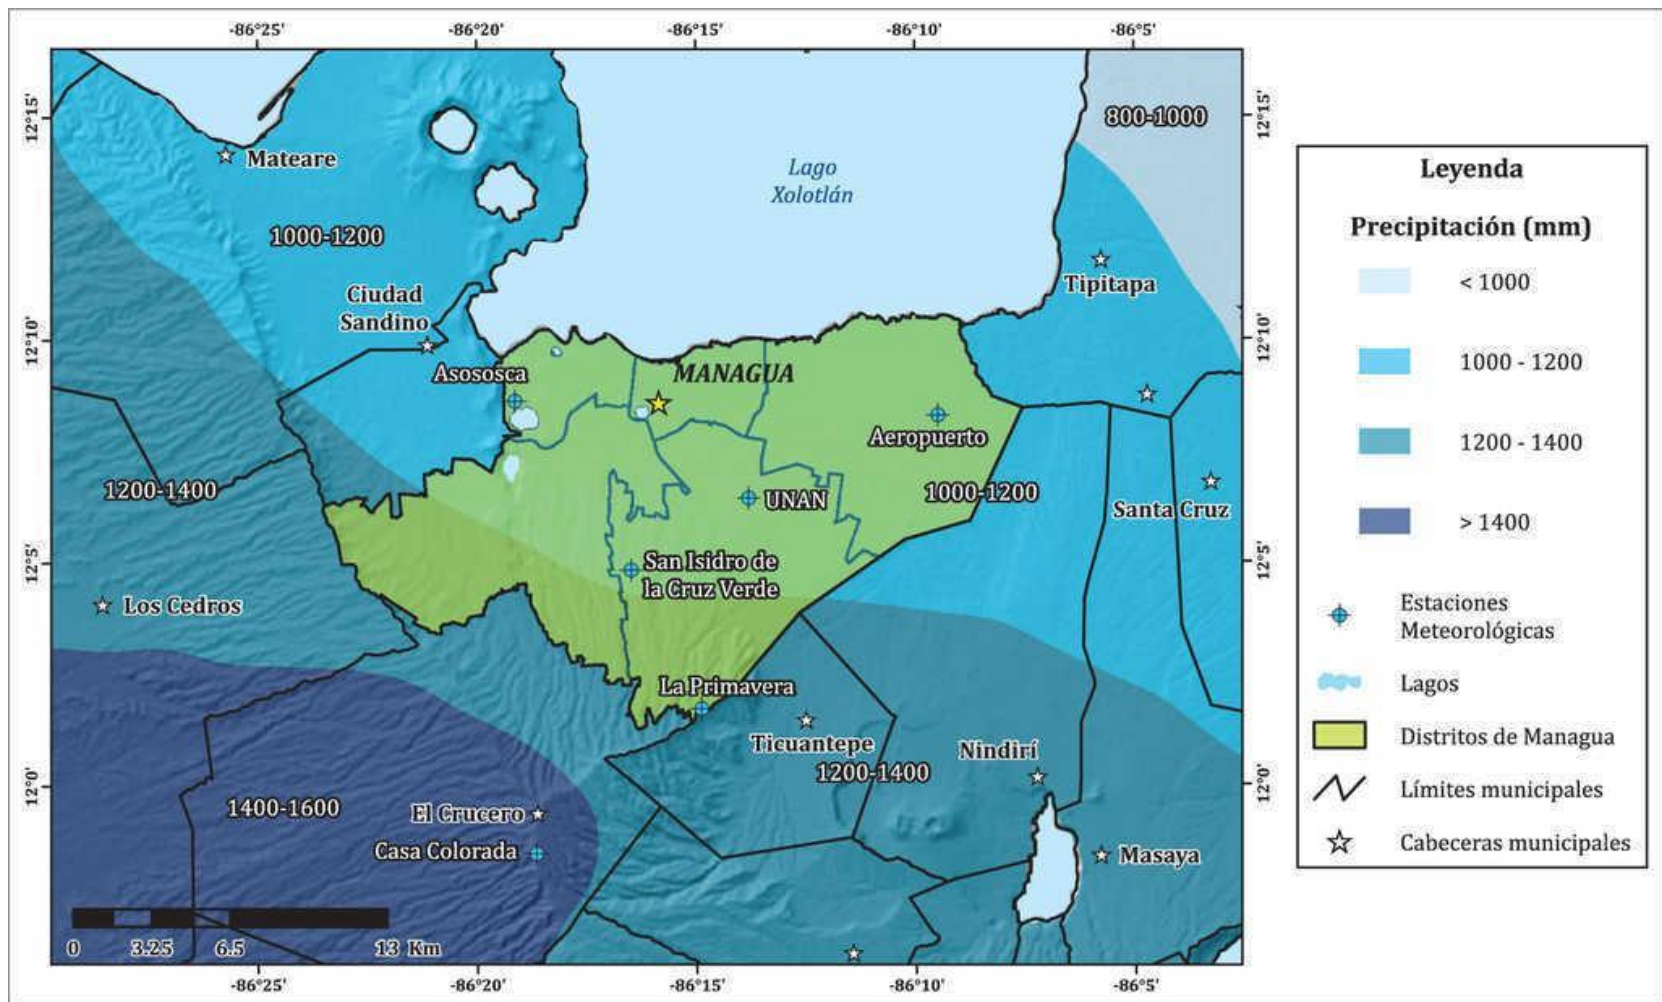 -86°25'
-86°20'
-86°15'
-86°10'
-86°5'
12°15'
12°15'
800-1000
Mateare
Lago
Xolotlán
1000-1200
Tipitapa
Ciudad
Sandino
12°10'
12°10'
Asososca
MANAGUA
Aeropuerto
1200-1400
1000-1200
UNAN
Santa Cruz
12°5'
12°5'
San Isidro de
la Cruz Verde
Los Cedros
La Primavera
Ticuantepe
Nindirí
1200-1400
12°0'
12°0'
1400-1600
El Crucero
Casa Colorada
Masaya
0 3.25 6.5 13 Km
-86°25'
-86°20'
-86°15'
-86°10'
-86°5'
Leyenda
Precipitación (mm)
< 1000
1000 - 1200
1200 - 1400
> 1400
Estaciones
Meteorológicas
Lagos
Distritos de Managua
Límites municipales
Cabeceras municipales